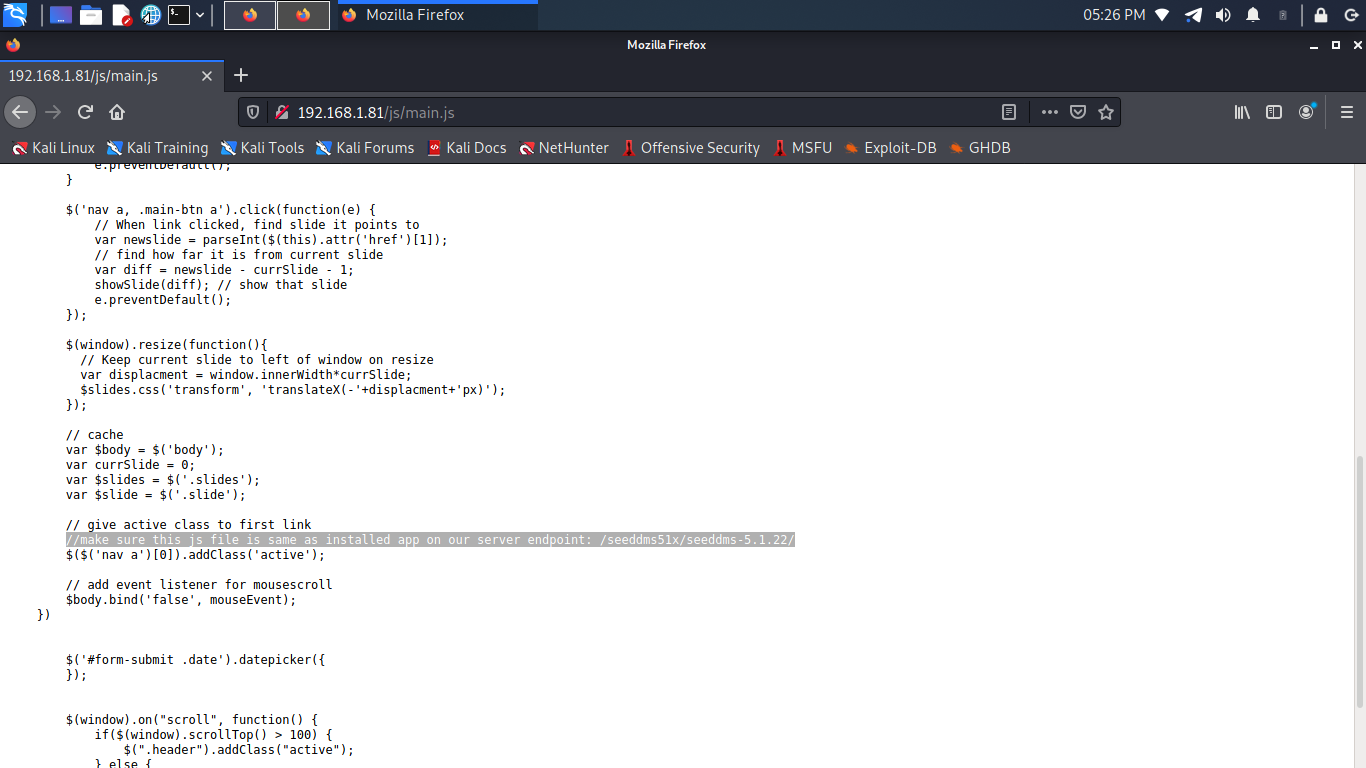 Mozilla Firefox
05:26 PM
Mozilla Firefox
192.168.1.81/js/main.js
192.168.1.81/js/main.js
Kali Linux Kali Training Kali Tools Kali Forums Kali Docs NetHunter Offensive Security MSFU Exploit-DB GHDB
e.preventDefault();
}
$('nav a, .main-btn a').click(function(e) {
// When link clicked, find slide it points to
var newslide = parseInt($(this).attr('href')[1]);
// find how far it is from current slide
var diff = newslide - currSlide - 1;
showSlide(diff); // show that slide
e.preventDefault();
});
$(window).resize(function(){
// Keep current slide to left of window on resize
var displacment = window.innerWidth*currSlide;
$slides.css('transform', 'translateX(-'+displacment+'px)');
});
// cache
var $body = $('body');
var currSlide = 0;
var $slides = $('.slides');
var $slide = $('.slide');
// give active class to first link
//make sure this js file is same as installed app on our server endpoint: /seeddms51x/seeddms-5.1.22/
$($('nav a')[0]).addClass('active');
// add event listener for mousescroll
$body.bind('false', mouseEvent);
})
$('#form-submit .date').datepicker({
});
$(window).on("scroll", function() {
if($(window).scrollTop() > 100) {
$(".header").addClass("active");
} else {